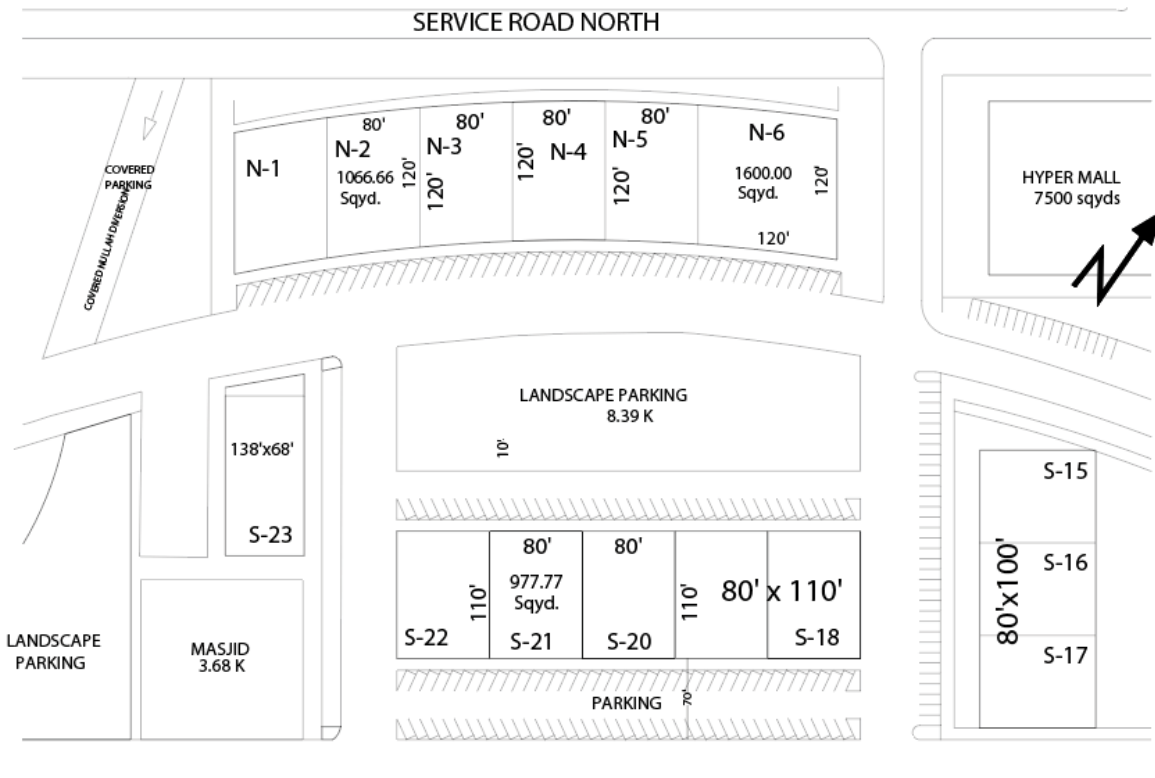 SERVICE ROAD NORTH
COVERED
PARKING
COVERED NULLAH DIVERSION
N-1
80'
N-2
1066.66
Sqyd.
120'
80'
N-3
120'
80'
120'
N-4
80'
N-5
120'
N-6
1600.00
Sqyd.
120'
120'
HYPER MALL
7500 sqyds
N
LANDSCAPE PARKING
8.39 K
10'
138'x68'
S-23
LANDSCAPE
PARKING
MASJID
3.68 K
S-22
110'
80'
977.77
Sqyd.
S-21
80'
S-20
110'
80' x 110'
S-18
PARKING
70'
S-15
S-16
80'x100'
S-17